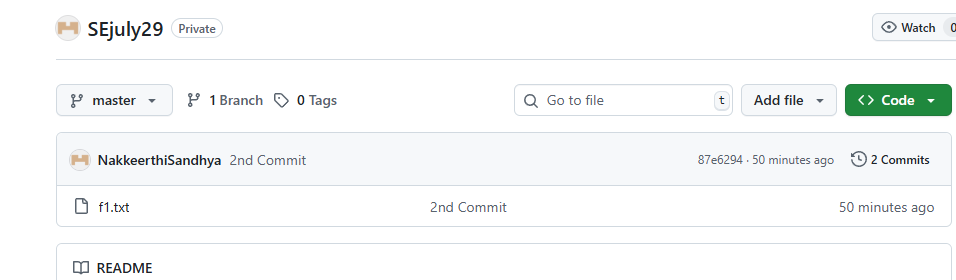 SEjuly29 Private
Watch 0
master 1 Branch 0 Tags Go to file t Add file Code
NakkeerthiSandhya 2nd Commit 87e6294 · 50 minutes ago 2 Commits
f1.txt 2nd Commit 50 minutes ago
README